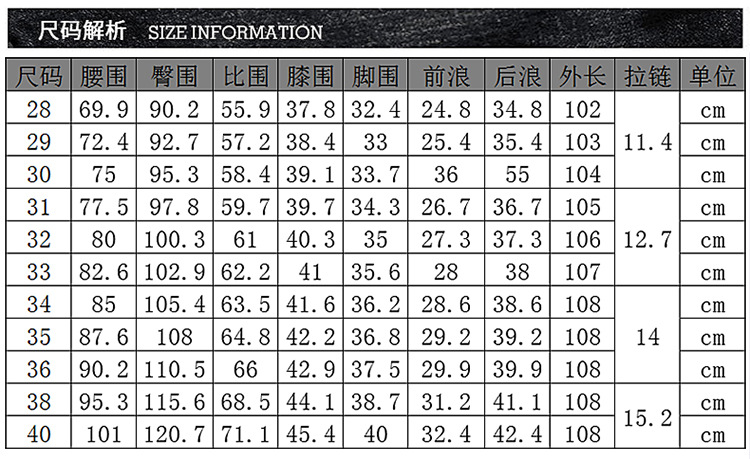 尺码解析 SIZE INFORMATION
尺码 腰围 臀围 比围 膝围 脚围 前浪 后浪 外长 拉链 单位
28 69.9 90.2 55.9 37.8 32.4 24.8 34.8 102 cm
29 72.4 92.7 57.2 38.4 33 25.4 35.4 103 11.4 cm
30 75 95.3 58.4 39.1 33.7 36 55 104 cm
31 77.5 97.8 59.7 39.7 34.3 26.7 36.7 105 cm
32 80 100.3 61 40.3 35 27.3 37.3 106 12.7 cm
33 82.6 102.9 62.2 41 35.6 28 38 107 cm
34 85 105.4 63.5 41.6 36.2 28.6 38.6 108 cm
35 87.6 108 64.8 42.2 36.8 29.2 39.2 108 14 cm
36 90.2 110.5 66 42.9 37.5 29.9 39.9 108 cm
38 95.3 115.6 68.5 44.1 38.7 31.2 41.1 108 15.2 cm
40 101 120.7 71.1 45.4 40 32.4 42.4 108 cm